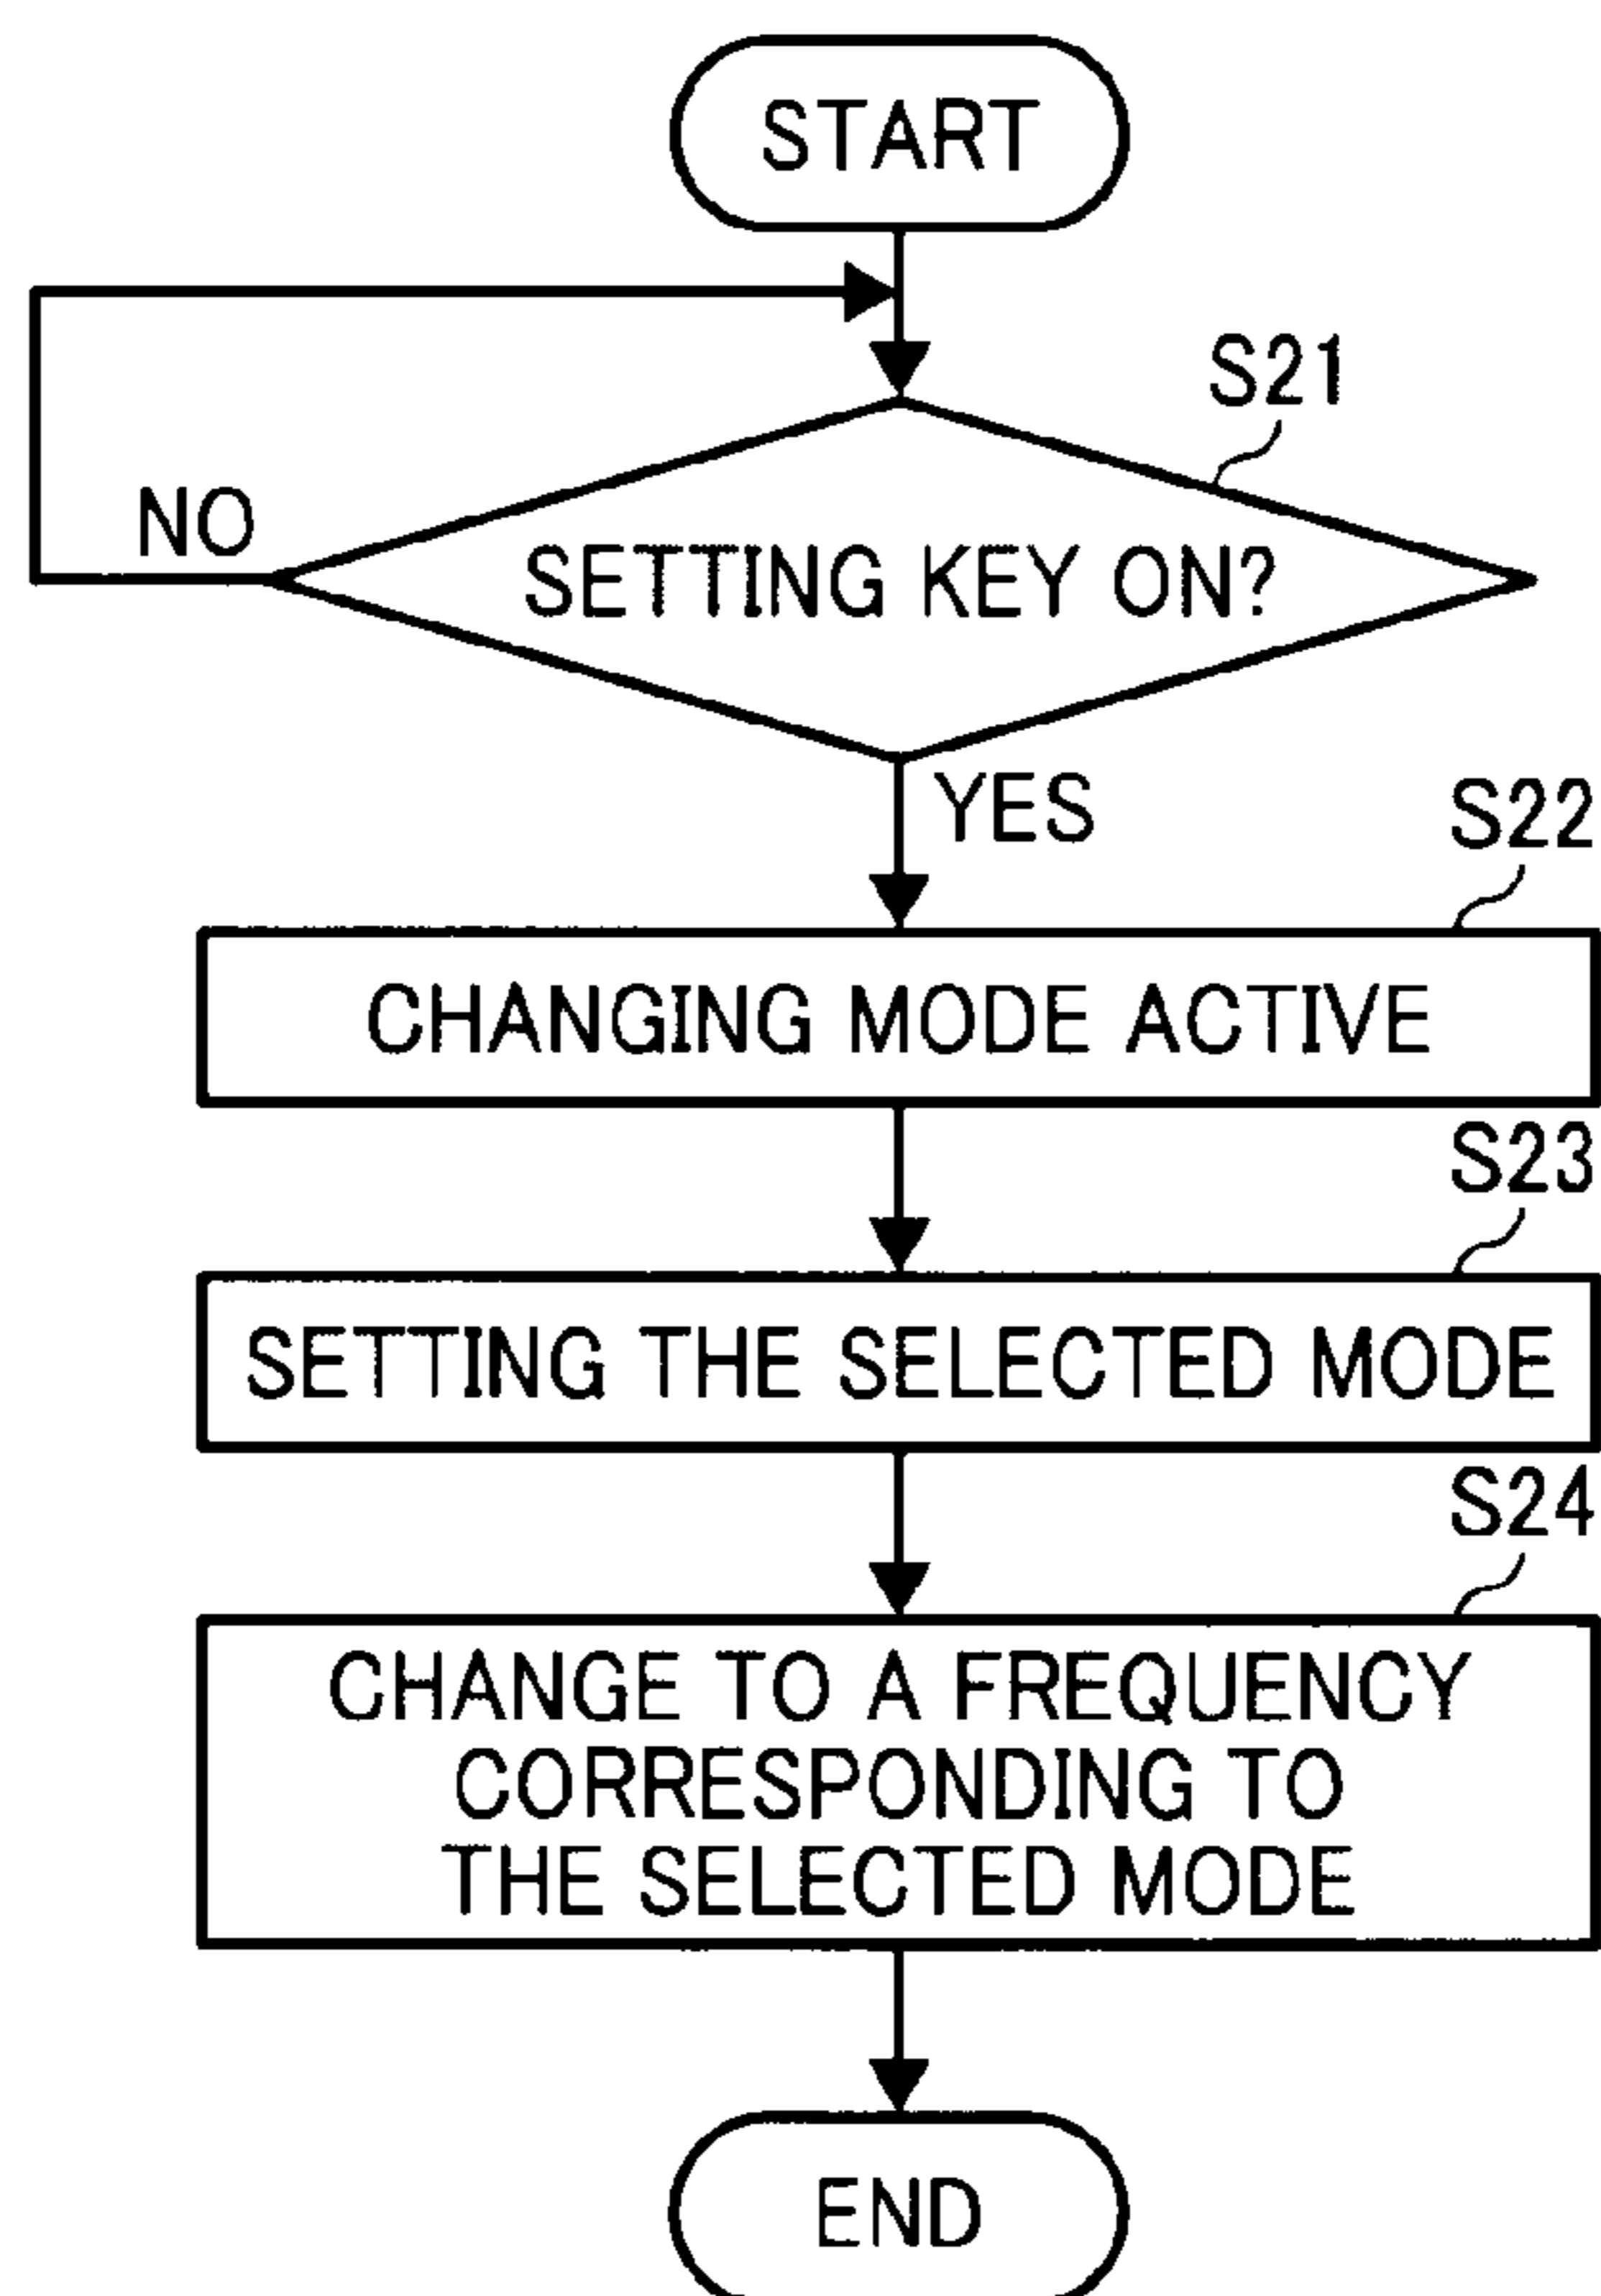 START
S21
NO
SETTING KEY ON?
YES
S22
CHANGING MODE ACTIVE
S23
SETTING THE SELECTED MODE
S24
CHANGE TO A FREQUENCY
CORRESPONDING TO
THE SELECTED MODE
END